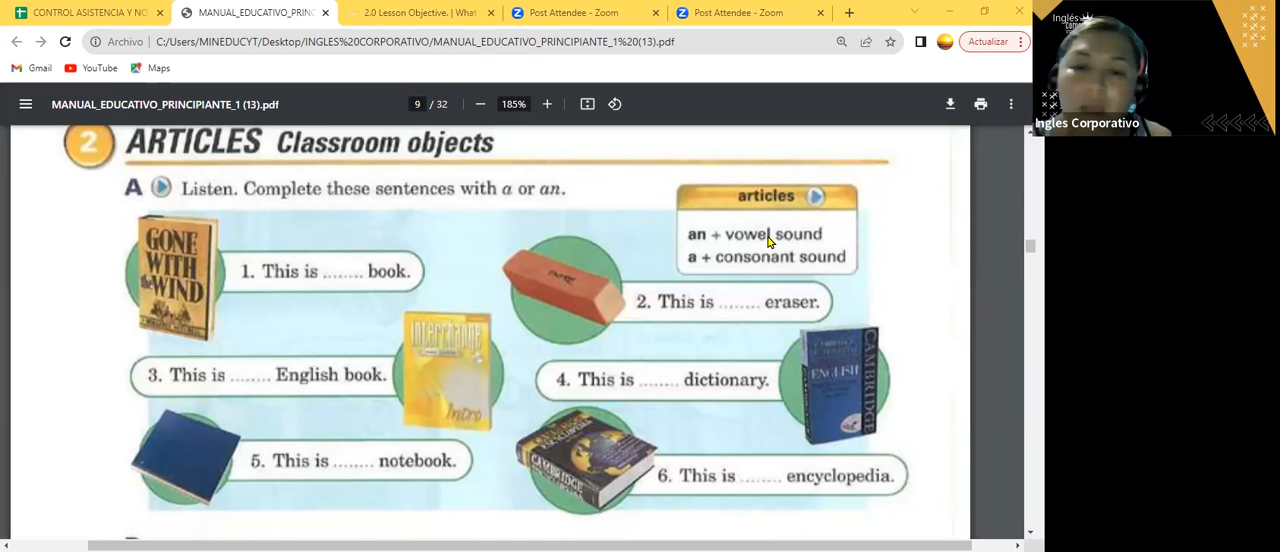 CONTROL ASISTENCIA Y NO
MANUAL_EDUCATIVO_PRINC
2.0 Lesson Objective. | What
Post Attendee - Zoom
Post Attendee - Zoom
Archivo
C:/Users/MINEDUCYT/Desktop/INGLES%20CORPORATIVO/MANUAL_EDUCATIVO_PRINCIPIANTE_1%20(13).pdf
Actualizar
Gmail
YouTube
Maps
MANUAL_EDUCATIVO_PRINCIPIANTE_1 (13).pdf
9 / 32
185%
Inglés
Ingles Corporativo
2 ARTICLES Classroom objects
A Listen. Complete these sentences with a or an.
articles
an + vowel sound
a + consonant sound
GONE
WITH
the WIND
1. This is ........ book.
2. This is ........ eraser.
Interchange
Intro
3. This is ........ English book.
4. This is ........ dictionary.
ENGLISH
CAMBRIDGE
5. This is ........ notebook.
CAMBRIDGE
ENCYCLOPEDIA
6. This is ........ encyclopedia.